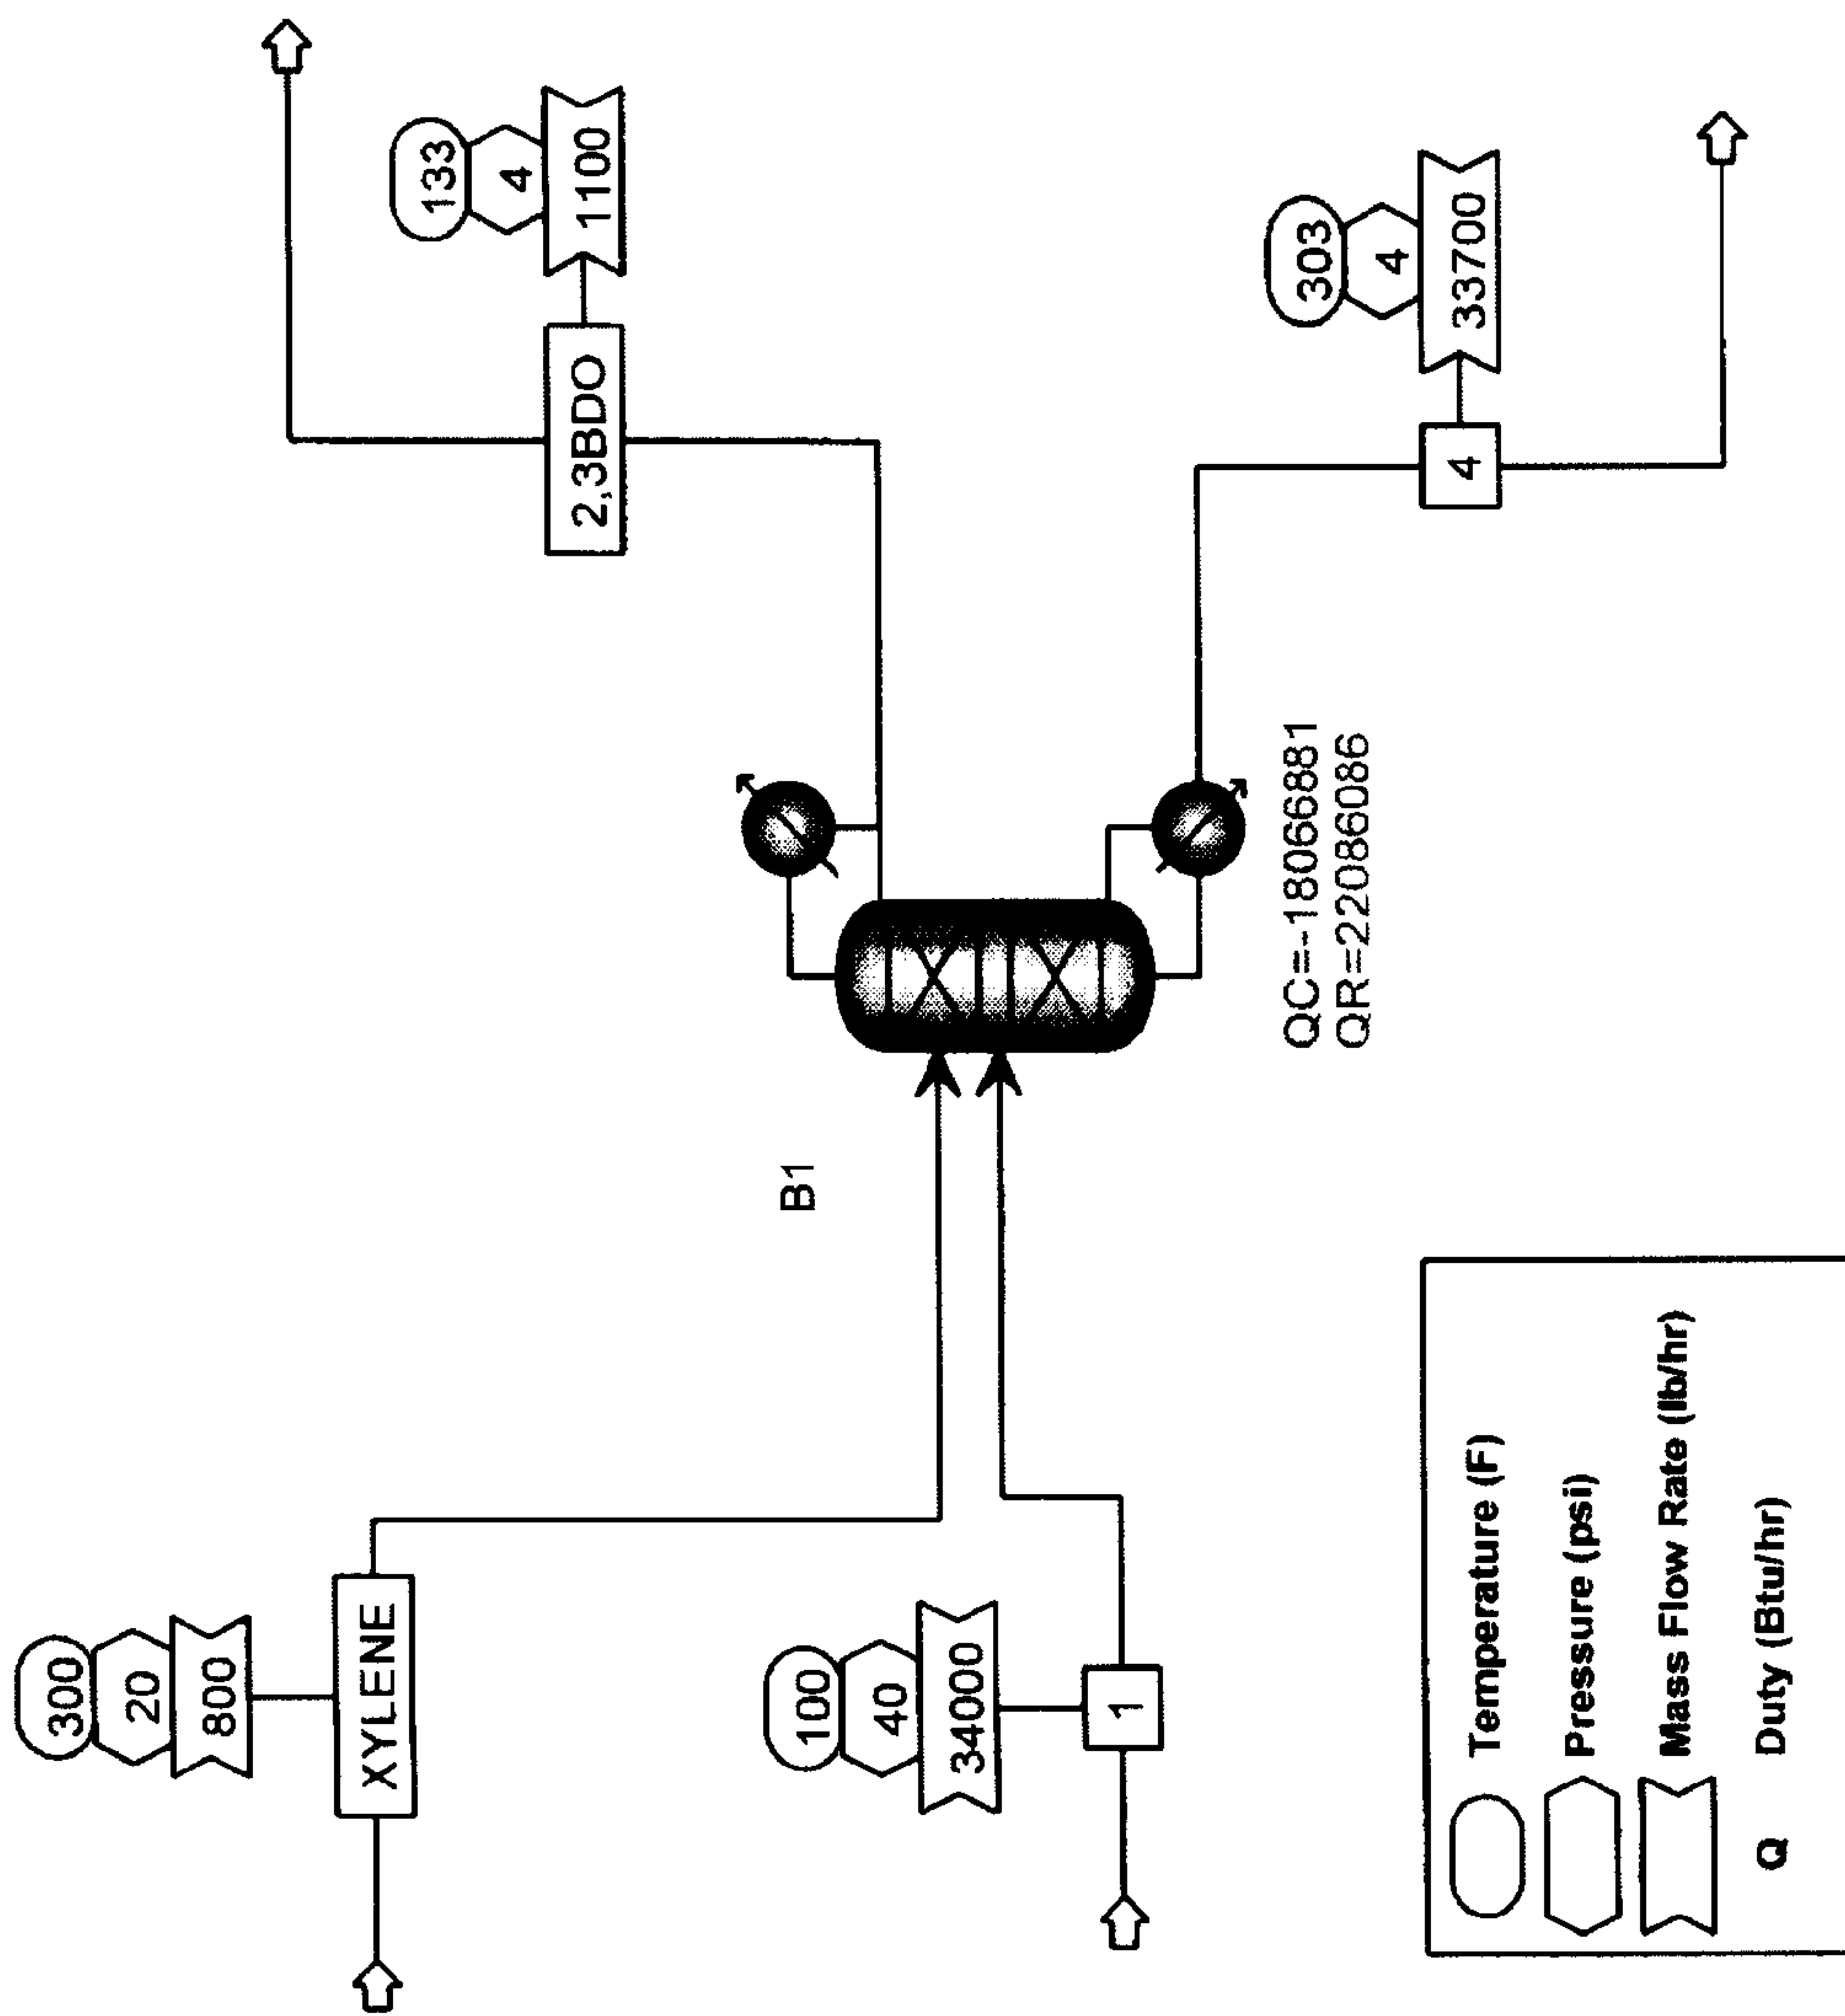 300
20
800
XYLENE
133
4
1100
2,3BDO
B1
100
40
34000
1
QC=-18066881
QR=22086086
303
4
33700
4
Temperature (F)
Pressure (psi)
Mass Flow Rate (lb/hr)
Q Duty (Btu/hr)